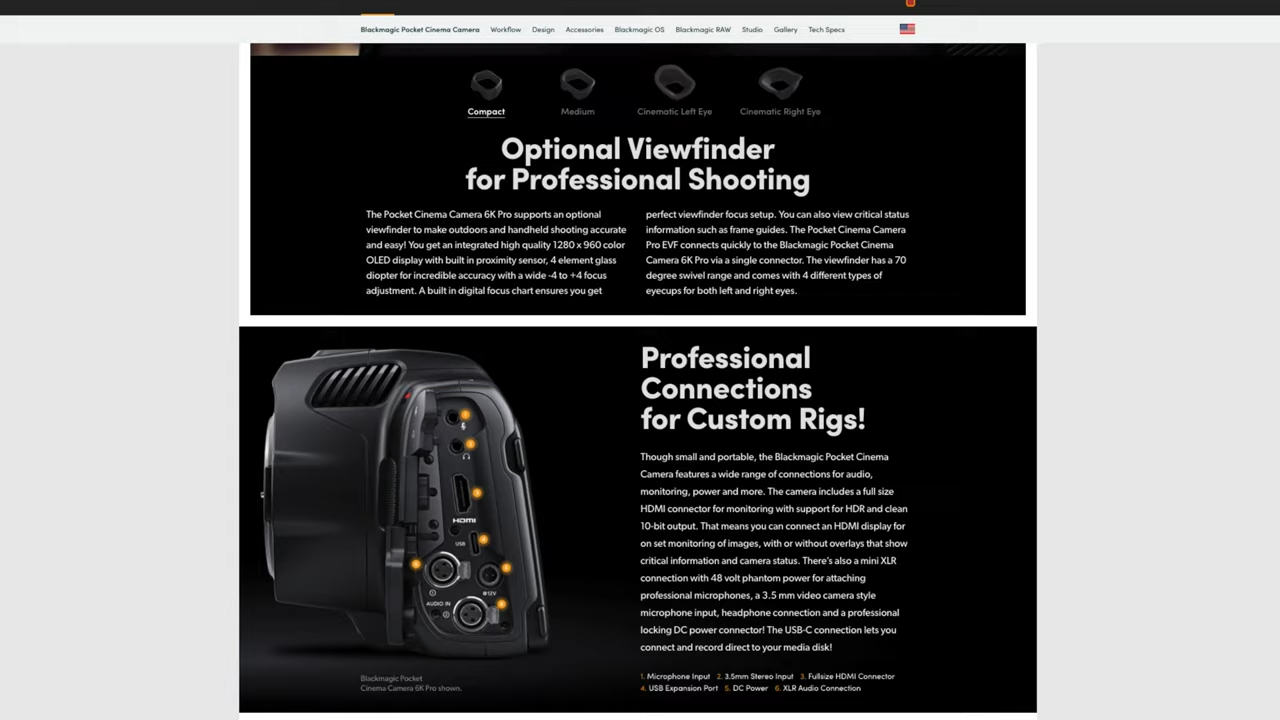 Blackmagic Pocket Cinema Camera Workflow Design Accessories Blackmagic OS Blackmagic RAW Studio Gallery Tech Specs
Compact Medium Cinematic Left Eye Cinematic Right Eye
Optional Viewfinder
for Professional Shooting
The Pocket Cinema Camera 6K Pro supports an optional
viewfinder to make outdoors and handheld shooting accurate
and easy! You get an integrated high quality 1280 x 960 color
OLED display with built in proximity sensor, 4 element glass
diopter for incredible accuracy with a wide -4 to +4 focus
adjustment. A built in digital focus chart ensures you get
perfect viewfinder focus setup. You can also view critical status
information such as frame guides. The Pocket Cinema Camera
Pro EVF connects quickly to the Blackmagic Pocket Cinema
Camera 6K Pro via a single connector. The viewfinder has a 70
degree swivel range and comes with 4 different types of
eyecups for both left and right eyes.
HDMI
USB
12V
AUDIO IN
Blackmagic Pocket
Cinema Camera 6K Pro shown.
Professional
Connections
for Custom Rigs!
Though small and portable, the Blackmagic Pocket Cinema
Camera features a wide range of connections for audio,
monitoring, power and more. The camera includes a full size
HDMI connector for monitoring with support for HDR and clean
10-bit output. That means you can connect an HDMI display for
on set monitoring of images, with or without overlays that show
critical information and camera status. There's also a mini XLR
connection with 48 volt phantom power for attaching
professional microphones, a 3.5 mm video camera style
microphone input, headphone connection and a professional
locking DC power connector! The USB-C connection lets you
connect and record direct to your media disk!
1. Microphone Input 2. 3.5mm Stereo Input 3. Fullsize HDMI Connector
4. USB Expansion Port 5. DC Power 6. XLR Audio Connection